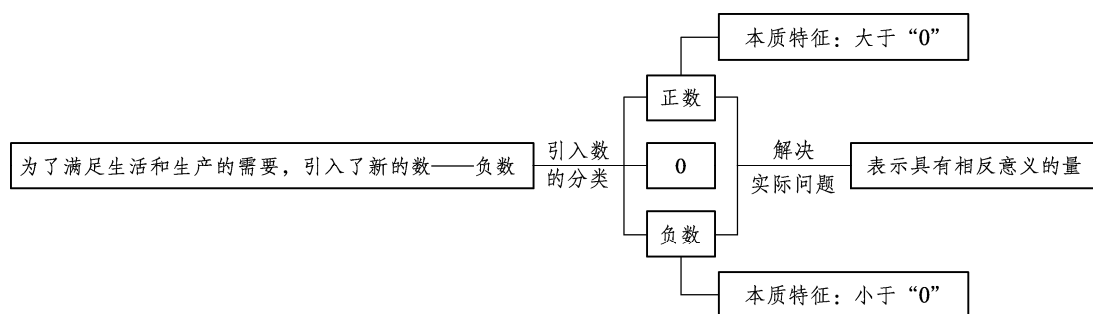 本质特征：大于“0”
正数
为了满足生活和生产的需要，引入了新的数——负数
引入数
的分类
0
解决
实际问题
表示具有相反意义的量
负数
本质特征：小于“0”